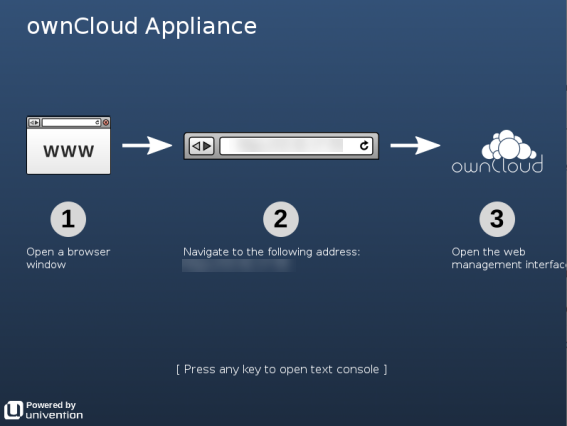 ownCloud Appliance
www
ownCloud
1
2
3
Open a browser
window
Navigate to the following address:
Open the web
management interfac
[ Press any key to open text console ]
Powered by
univention